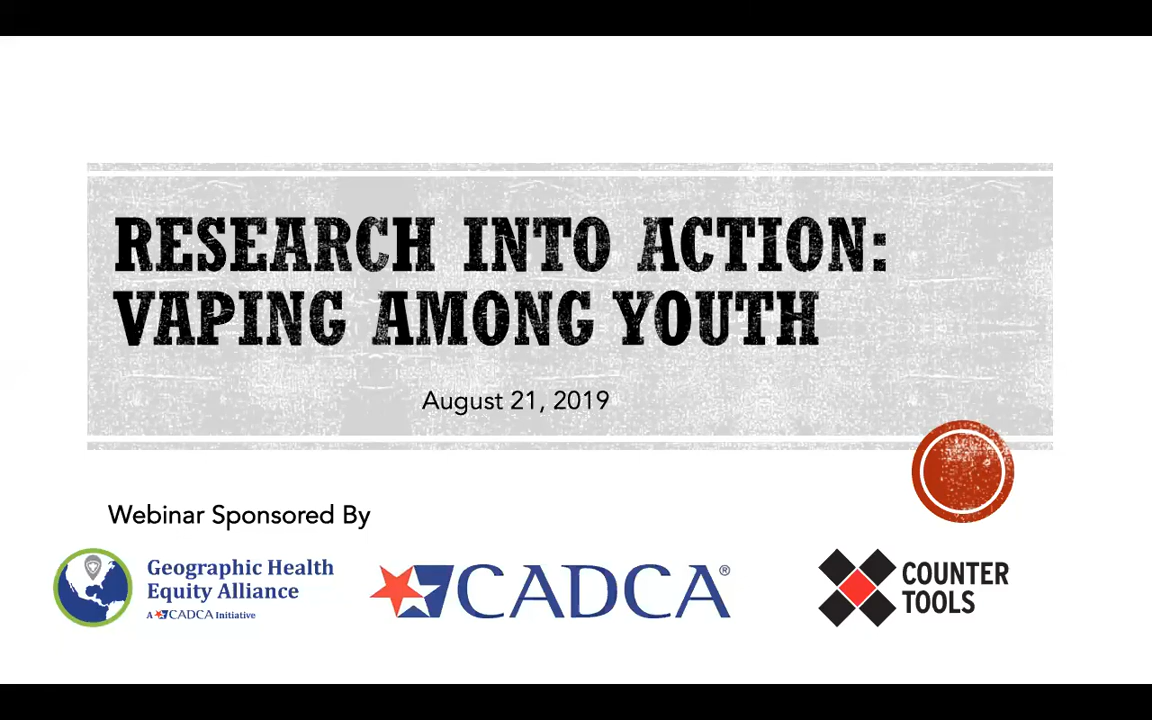 RESEARCH INTO ACTION:
VAPING AMONG YOUTH
August 21, 2019
Webinar Sponsored By
Geographic Health
Equity Alliance
A CADCA Initiative
CADCA®
COUNTER
TOOLS